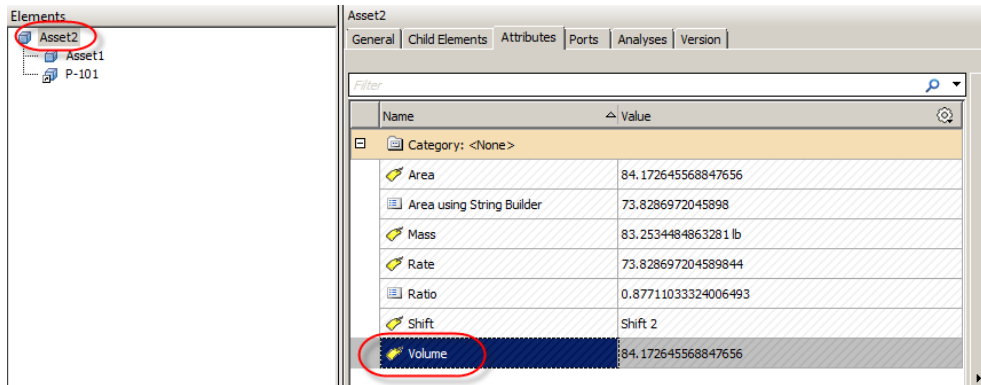 Elements
Asset2
Asset1
P-101
Asset2
General Child Elements Attributes Ports Analyses Version
Filter
Name Value
Category: <None>
Area 84.172645568847656
Area using String Builder 73.8286972045898
Mass 83.2534484863281 lb
Rate 73.828697204589844
Ratio 0.87711033324006493
Shift Shift 2
Volume 84.172645568847656